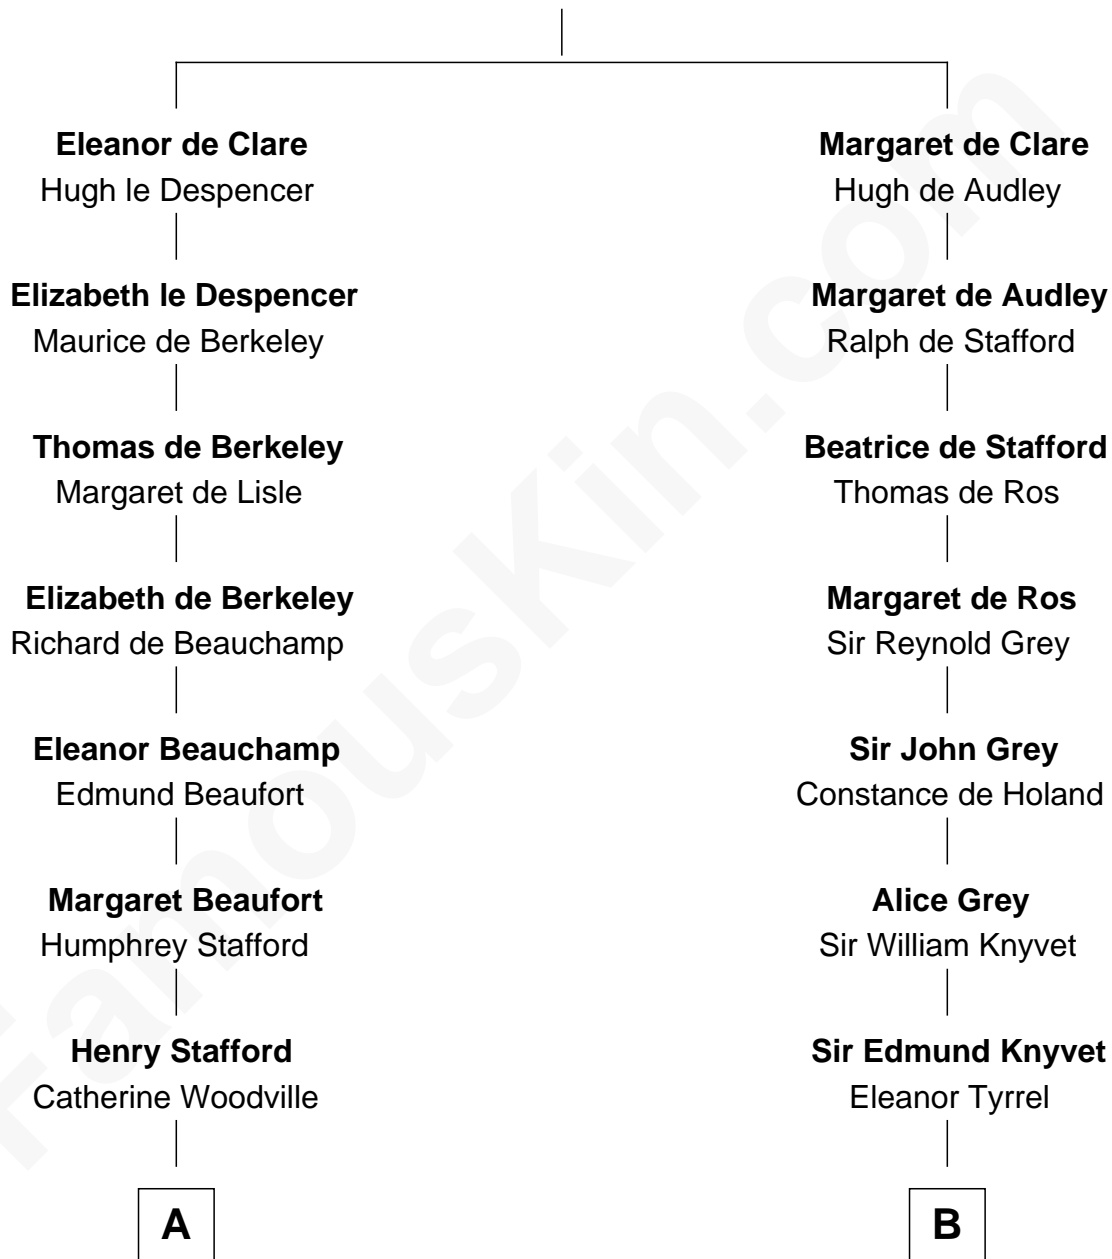 Eleanor de Clare
Hugh le Despencer
Elizabeth le Despencer
Maurice de Berkeley
Thomas de Berkeley
Margaret de Lisle
Elizabeth de Berkeley
Richard de Beauchamp
Eleanor Beauchamp
Edmund Beaufort
Margaret Beaufort
Humphrey Stafford
Henry Stafford
Catherine Woodville
A
Margaret de Clare
Hugh de Audley
Margaret de Audley
Ralph de Stafford
Beatrice de Stafford
Thomas de Ros
Margaret de Ros
Sir Reynold Grey
Sir John Grey
Constance de Holand
Alice Grey
Sir William Knyvet
Sir Edmund Knyvet
Eleanor Tyrrel
B
FamousKin.com